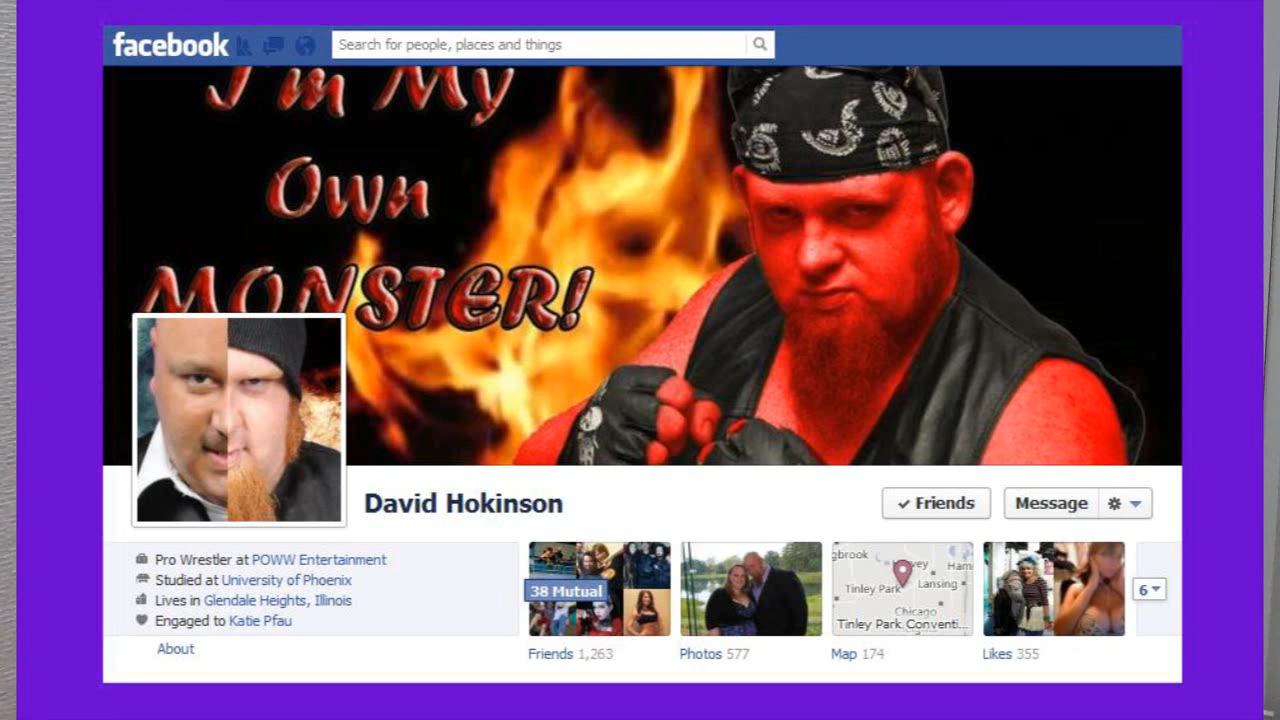 facebook
Search for people, places and things
I'm My
Own
MONSTER!
David Hokinson
Friends
Message
Pro Wrestler at POWW Entertainment
Studied at University of Phoenix
Lives in Glendale Heights, Illinois
Engaged to Katie Pfau
About
38 Mutual
Friends 1,263
Photos 577
Tinley Park
Lansing
Chicago
Tinley Park Conventi...
Map 174
Likes 355
6